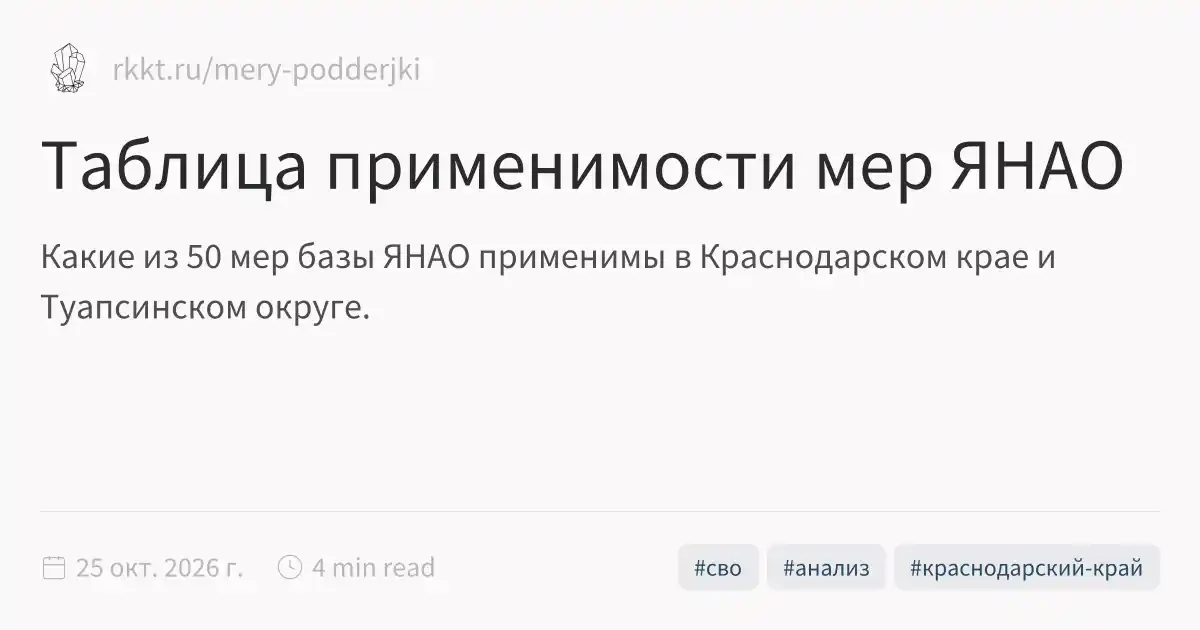 rkkt.ru/mery-podderjki
Таблица применимости мер ЯНАО
Какие из 50 мер базы ЯНАО применимы в Краснодарском крае и
Туапсинском округе.
25 окт. 2026 г.
4 min read
#сво
#анализ
#краснодарский-край